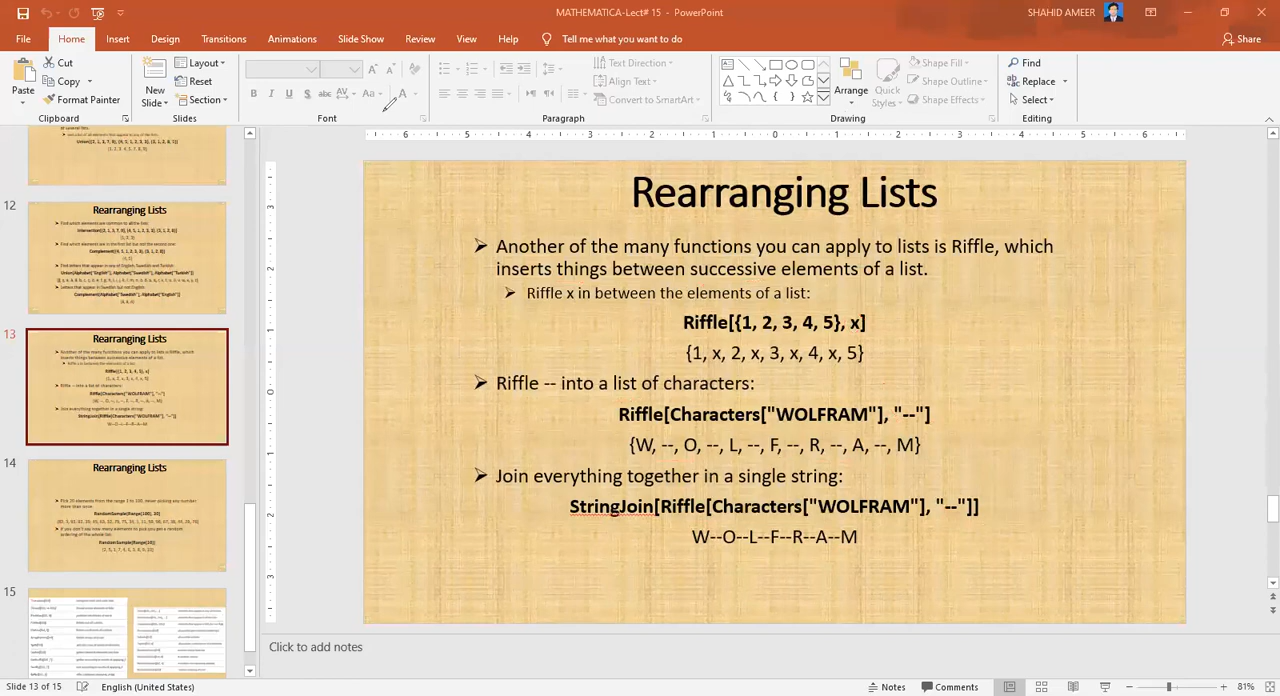 MATHEMATICA-Lect# 15 - PowerPoint
SHAHID AMEER
File Home Insert Design Transitions Animations Slide Show Review View Help Tell me what you want to do Share
Paste
Cut
Copy
Format Painter
Clipboard
New Slide
Layout
Reset
Section
Slides
B I U S abc AV Aa A
Font
Text Direction
Align Text
Convert to SmartArt
Paragraph
Arrange
Quick Styles
Shape Fill
Shape Outline
Shape Effects
Drawing
Find
Replace
Select
Editing
12
Rearranging Lists
13
Rearranging Lists
14
Rearranging Lists
15
Rearranging Lists
Another of the many functions you can apply to lists is Riffle, which
inserts things between successive elements of a list.
Riffle x in between the elements of a list:
Riffle[{1, 2, 3, 4, 5}, x]
{1, x, 2, x, 3, x, 4, x, 5}
Riffle -- into a list of characters:
Riffle[Characters["WOLFRAM"], "--"]
{W, --, O, --, L, --, F, --, R, --, A, --, M}
Join everything together in a single string:
StringJoin[Riffle[Characters["WOLFRAM"], "--"]]
W--O--L--F--R--A--M
Click to add notes
Slide 13 of 15 English (United States) Notes Comments 81%